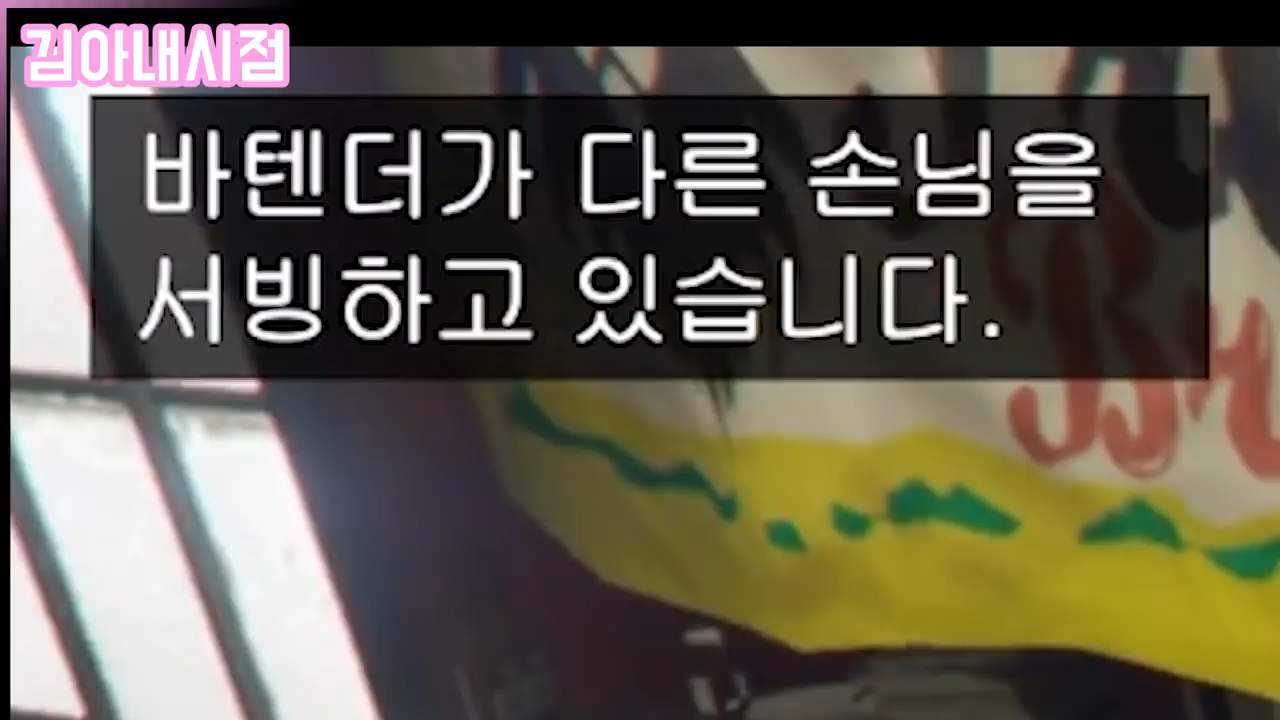 김아내시점
바텐더가 다른 손님을
서빙하고 있습니다.